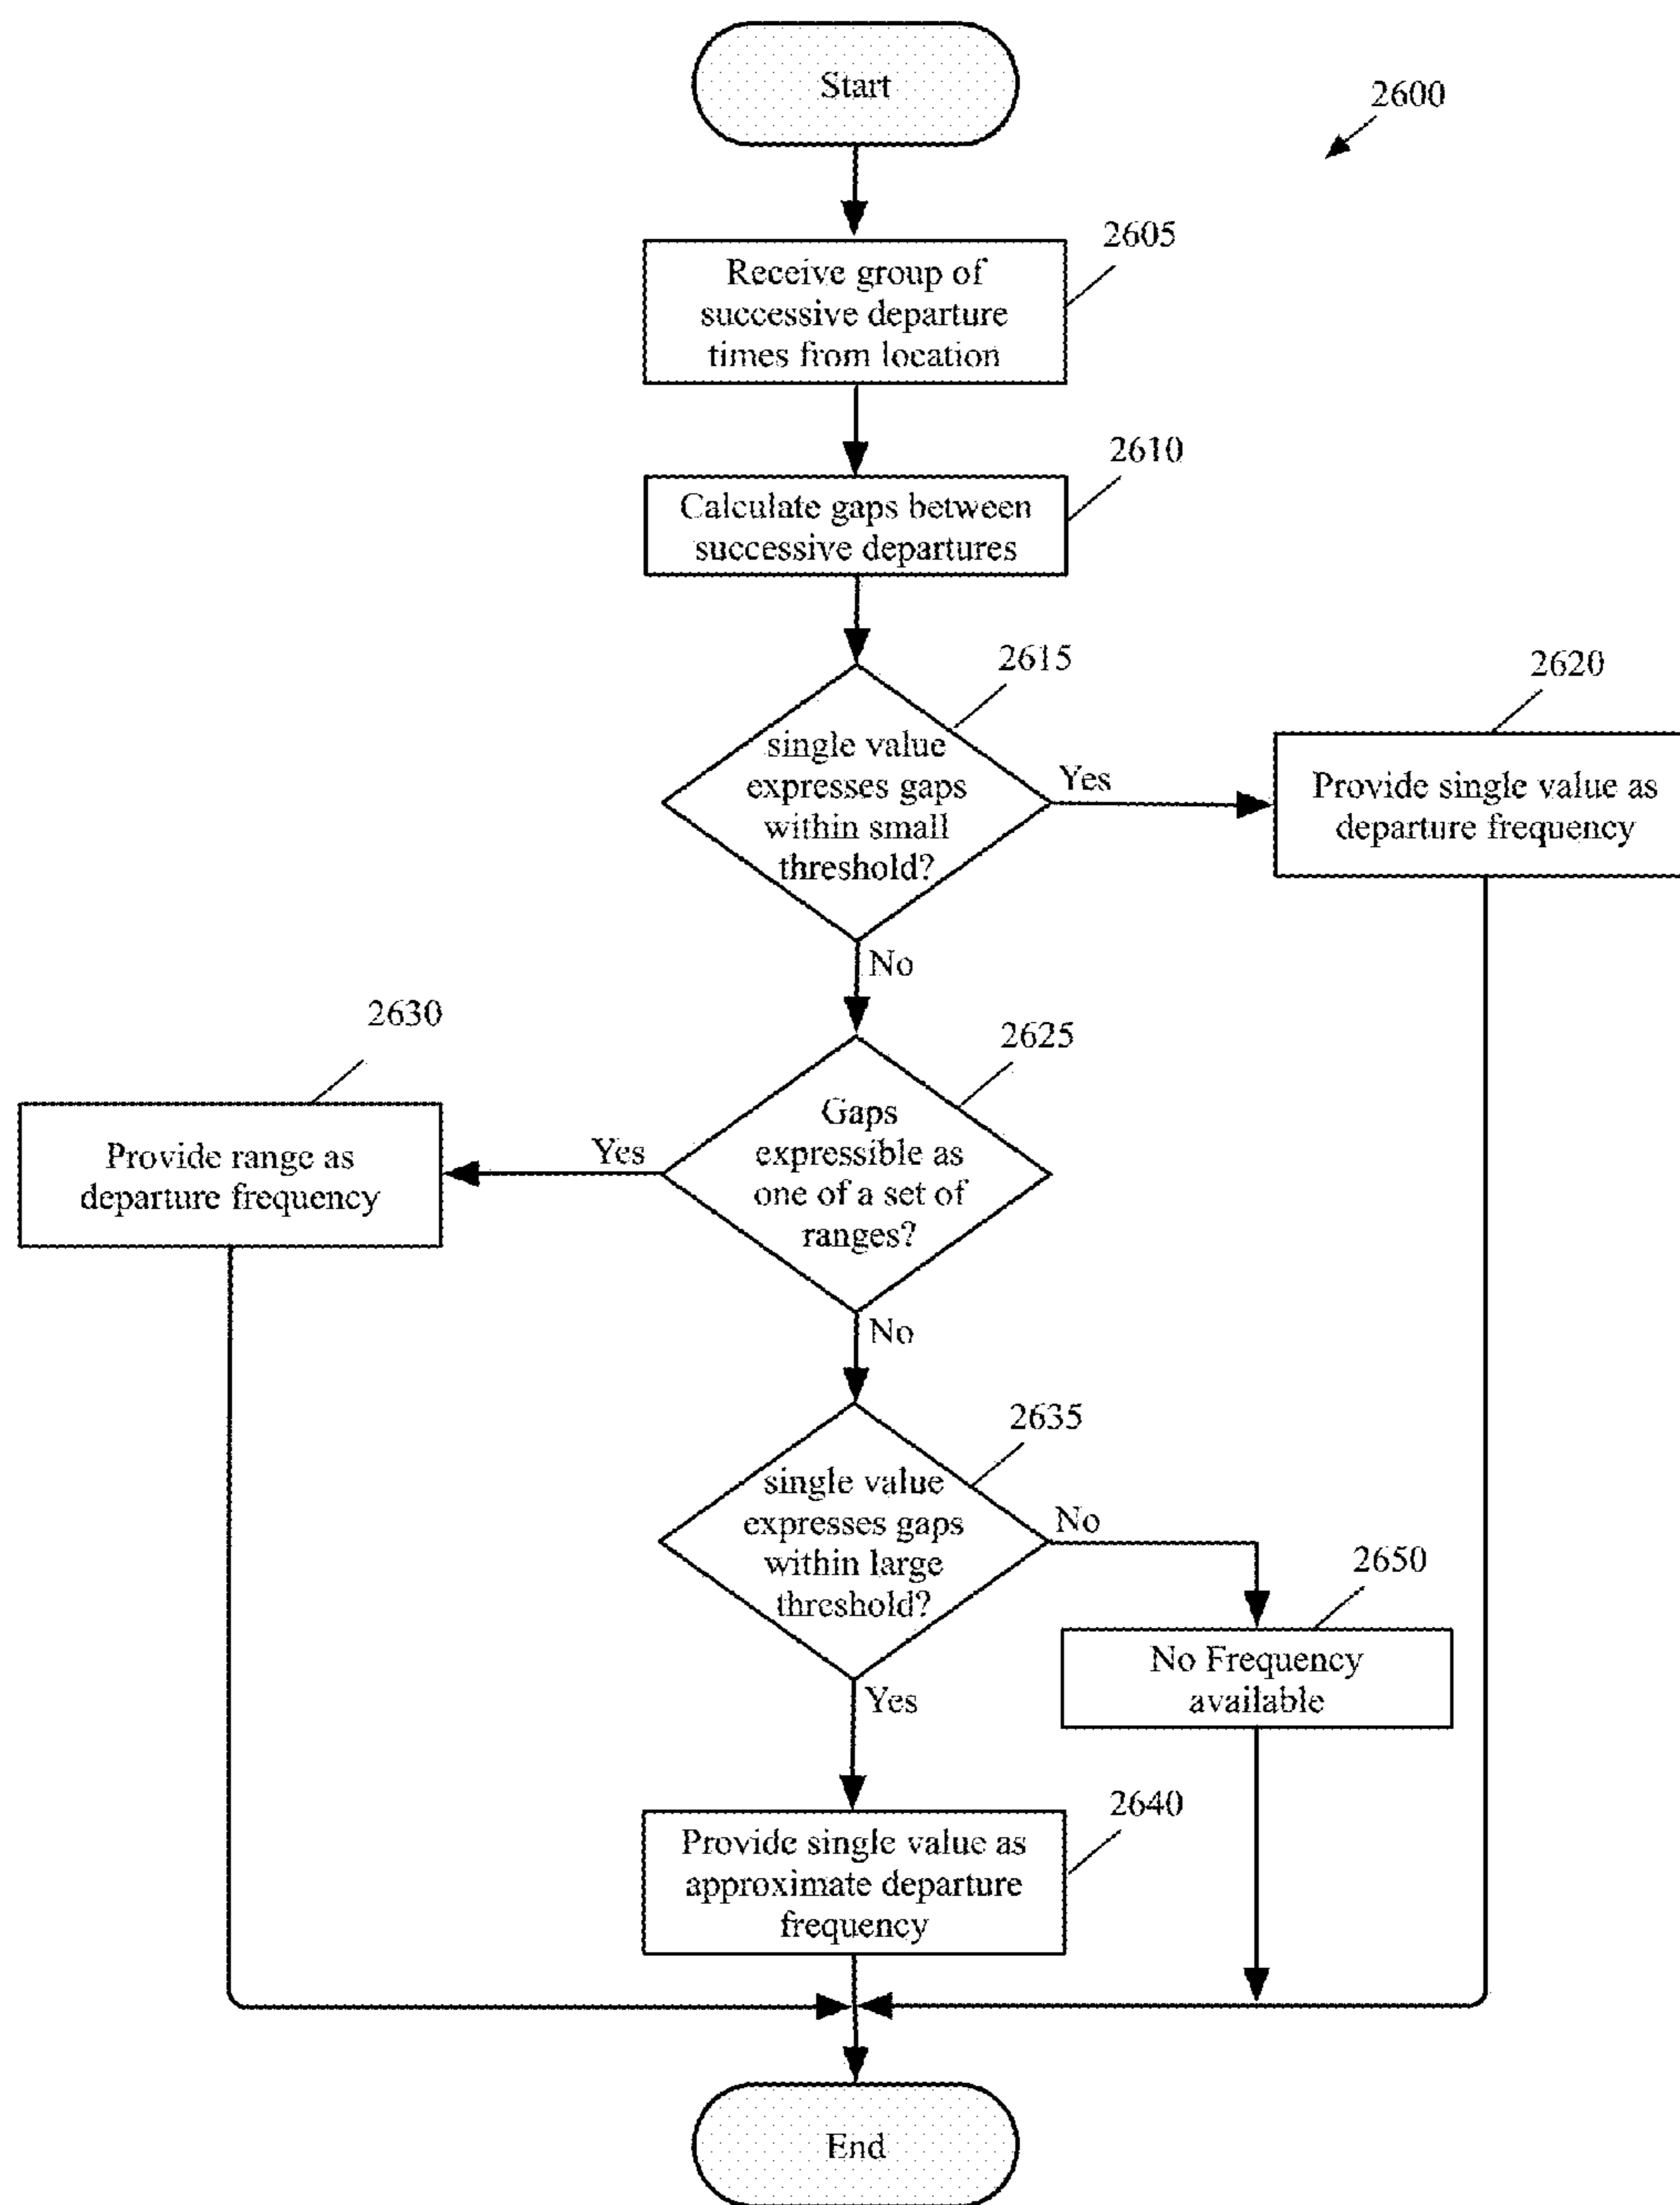 Start
2600
2605
Receive group of
successive departure
times from location
2610
Calculate gaps between
successive departures
2615
single value
expresses gaps
within small
threshold?
Yes
2620
Provide single value as
departure frequency
No
2625
Gaps
expressible as
one of a set of
ranges?
Yes
2630
Provide range as
departure frequency
No
2635
single value
expresses gaps
within large
threshold?
No
2650
No Frequency
available
Yes
2640
Provide single value as
approximate departure
frequency
End